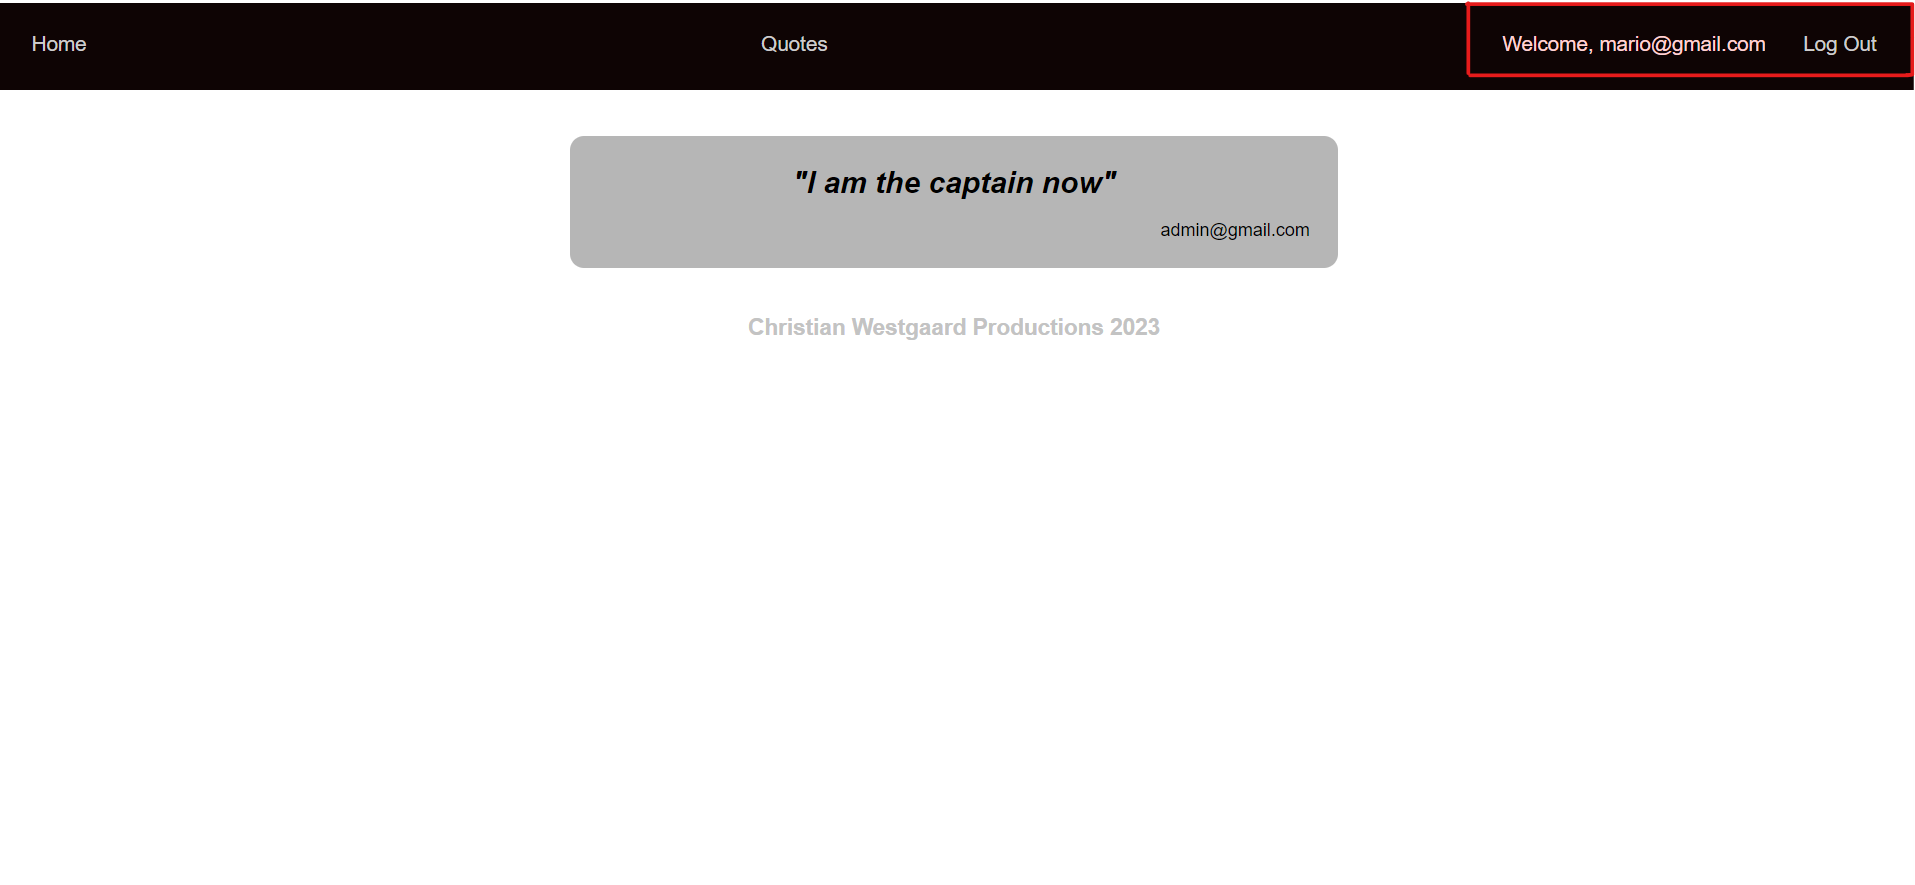 Home Quotes Welcome, mario@gmail.com Log Out
"I am the captain now"
admin@gmail.com
Christian Westgaard Productions 2023